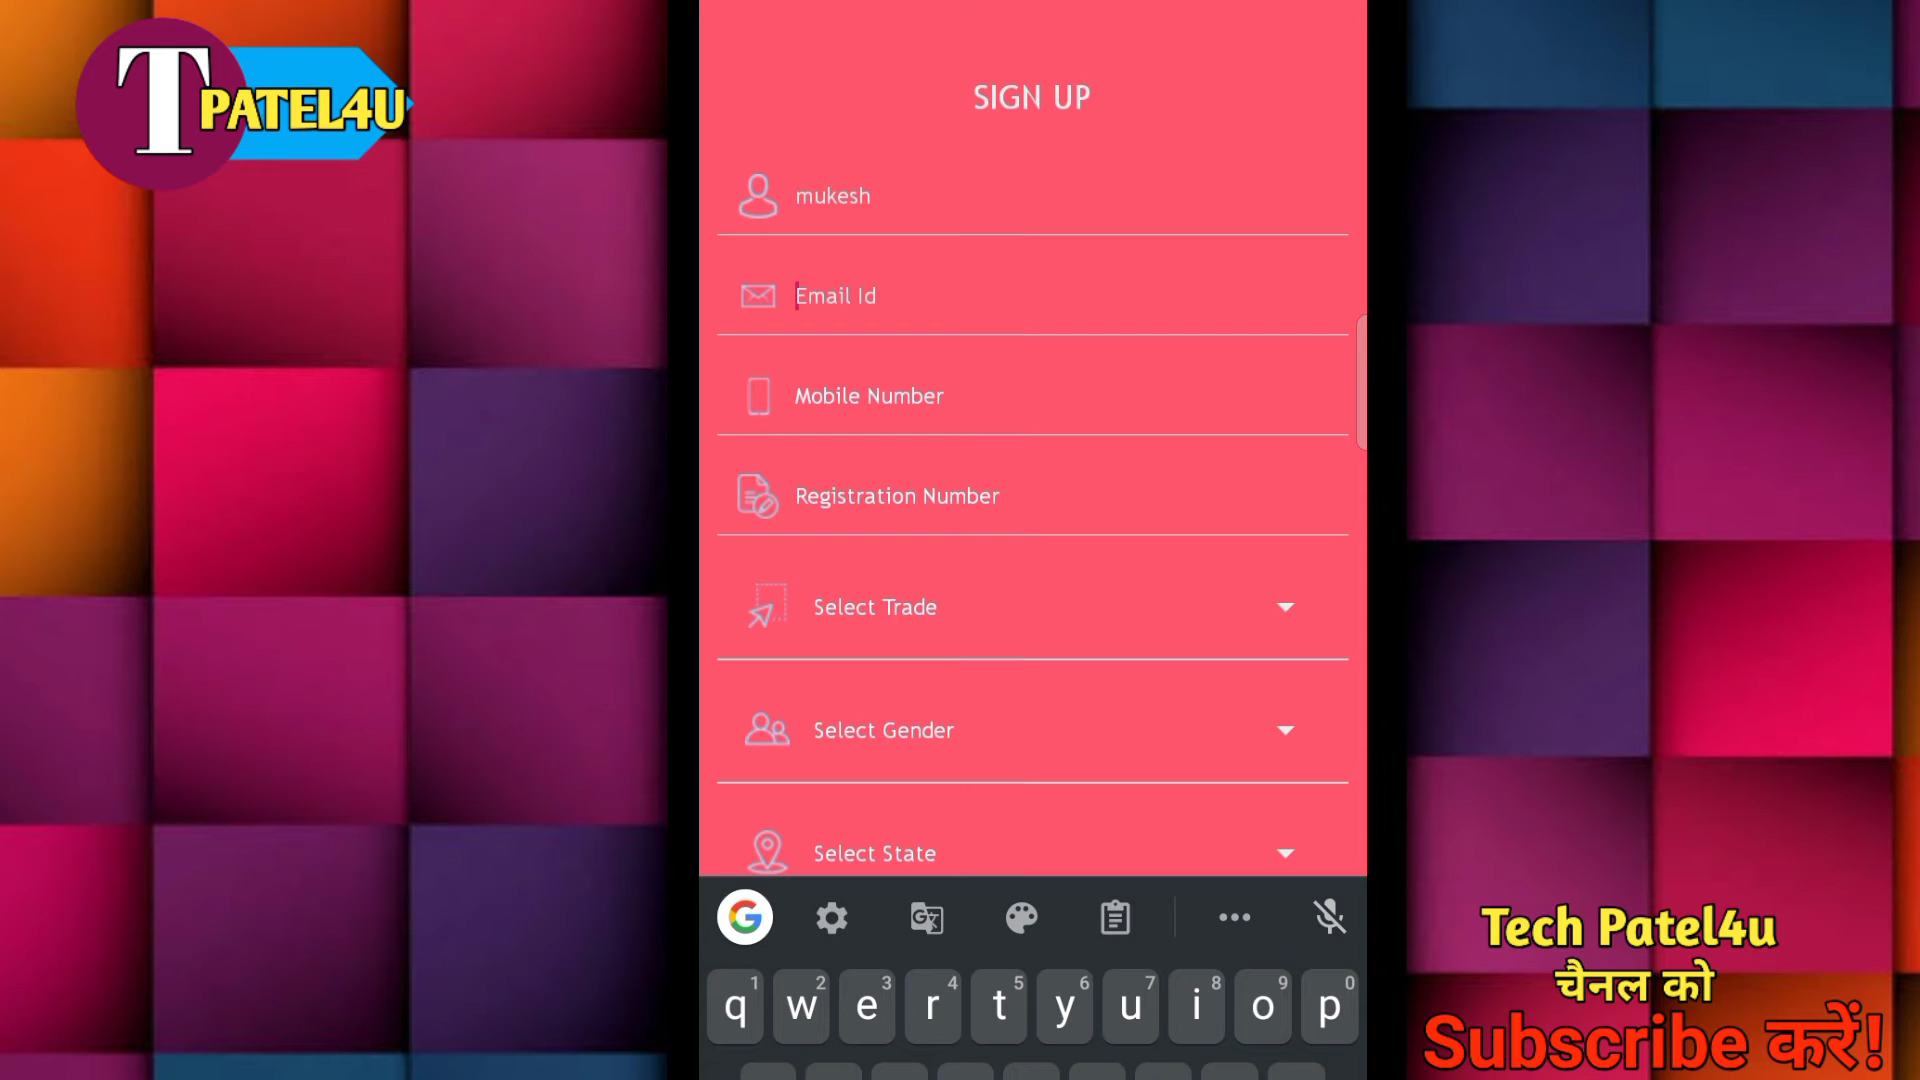 T PATEL4U
SIGN UP
mukesh
Email Id
Mobile Number
Registration Number
Select Trade
Select Gender
Select State
G
q1 w2 e3 r4 t5 y6 u7 i8 o9 p0
Tech Patel4u
चैनल को
Subscribe करें!